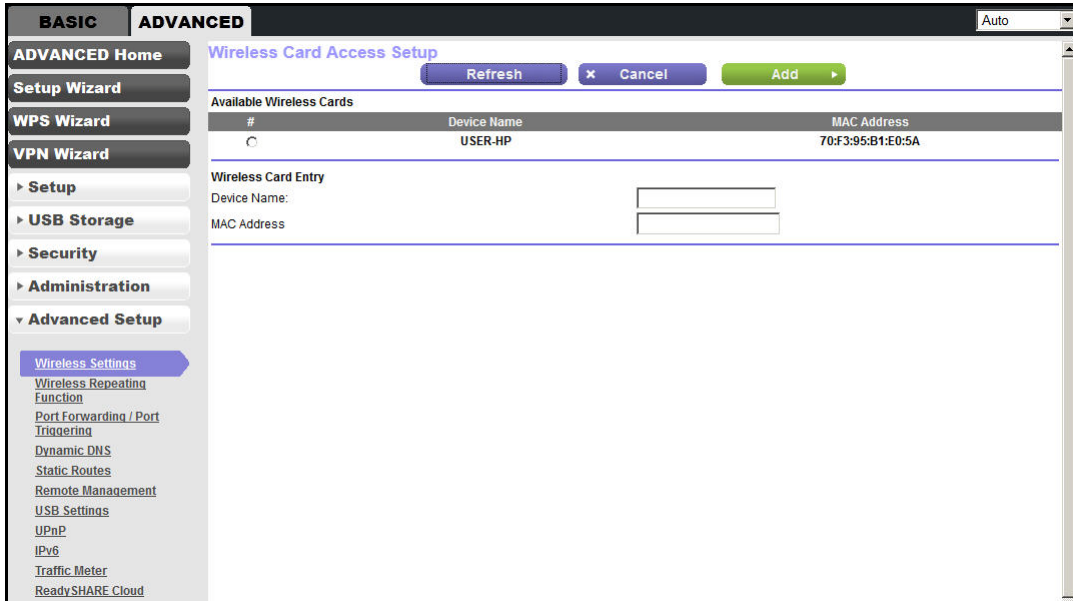 BASIC
ADVANCED
Auto
ADVANCED Home
Setup Wizard
WPS Wizard
VPN Wizard
Setup
USB Storage
Security
Administration
Advanced Setup
Wireless Settings
Wireless Repeating
Function
Port Forwarding / Port
Triggering
Dynamic DNS
Static Routes
Remote Management
USB Settings
UPnP
IPv6
Traffic Meter
ReadySHARE Cloud
Wireless Card Access Setup
Refresh
× Cancel
Add
Available Wireless Cards
# Device Name MAC Address
USER-HP 70:F3:95:B1:E0:5A
Wireless Card Entry
Device Name:
MAC Address